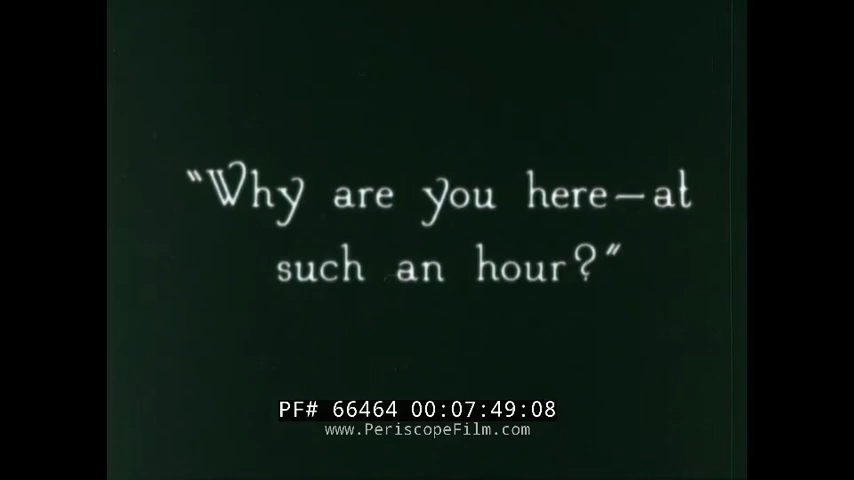 "Why are you here—at
such an hour?"
PF# 66464 00:07:49:08
www.PeriscopeFilm.com